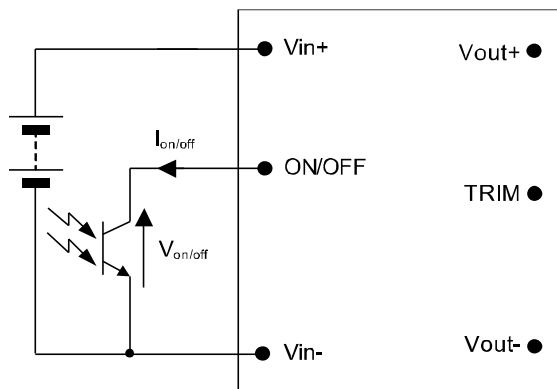 Vin+
Vout+
Ion/off
ON/OFF
TRIM
Von/off
Vin-
Vout-